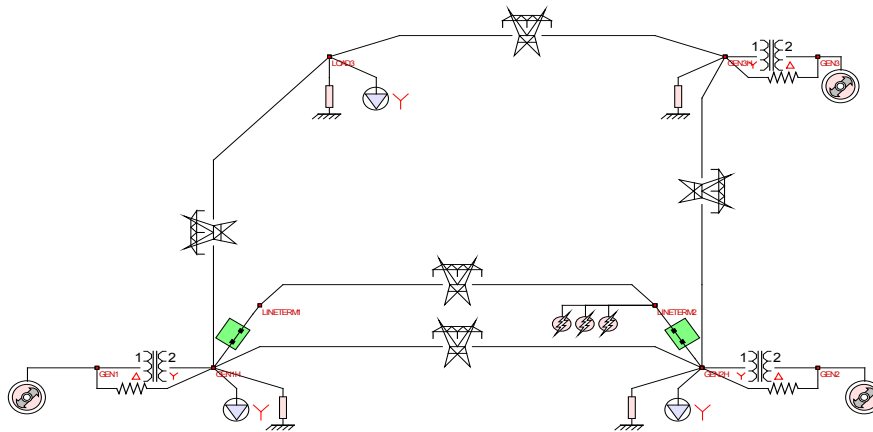 1 2
LOAD3
GEN3H
GEN3
LINETERM1
LINETERM2
1 2
1 2
GEN1
GEN1H
GEN2H
GEN2